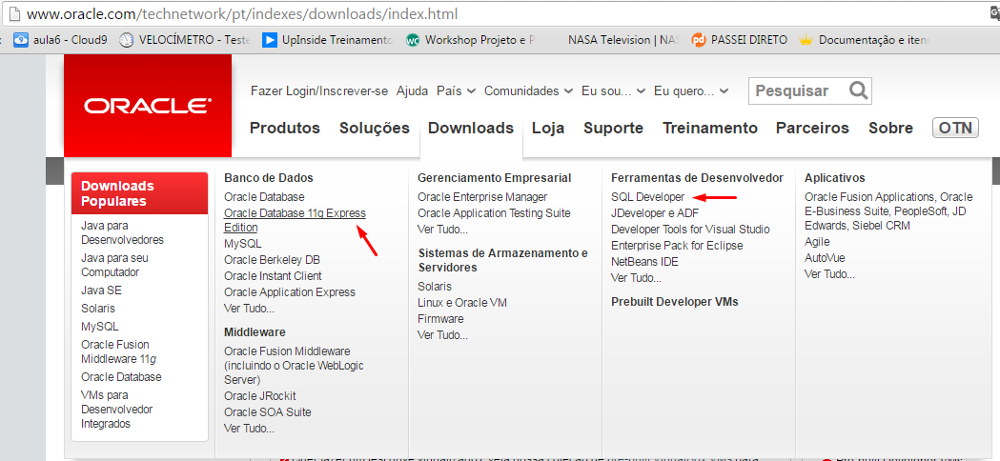 www.oracle.com/technetwork/pt/indexes/downloads/index.html
aula6 - Cloud9 VELOCÍMETRO - Teste UpInside Treinamento Workshop Projeto e P NASA Television | NAS PASSEI DIRETO Documentação e itens
ORACLE
Fazer Login/Inscrever-se Ajuda País Comunidades Eu sou... Eu quero... Pesquisar
Produtos Soluções Downloads Loja Suporte Treinamento Parceiros Sobre OTN
Downloads
Populares
Java para
Desenvolvedores
Java para seu
Computador
Java SE
Solaris
MySQL
Oracle Fusion
Middleware 11g
Oracle Database
VMs para
Desenvolvedor
Integrados
Banco de Dados
Oracle Database
Oracle Database 11g Express
Edition
MySQL
Oracle Berkeley DB
Oracle Instant Client
Oracle Application Express
Ver Tudo...
Middleware
Oracle Fusion Middleware
(incluindo o Oracle WebLogic
Server)
Oracle JRockit
Oracle SOA Suite
Ver Tudo...
Gerenciamento Empresarial
Oracle Enterprise Manager
Oracle Application Testing Suite
Ver Tudo...
Sistemas de Armazenamento e
Servidores
Solaris
Linux e Oracle VM
Firmware
Ver Tudo...
Ferramentas de Desenvolvedor
SQL Developer
JDeveloper e ADF
Developer Tools for Visual Studio
Enterprise Pack for Eclipse
NetBeans IDE
Ver Tudo...
Prebuilt Developer VMs
Aplicativos
Oracle Fusion Applications, Oracle
E-Business Suite, PeopleSoft, JD
Edwards, Siebel CRM
Agile
AutoVue
Ver Tudo...